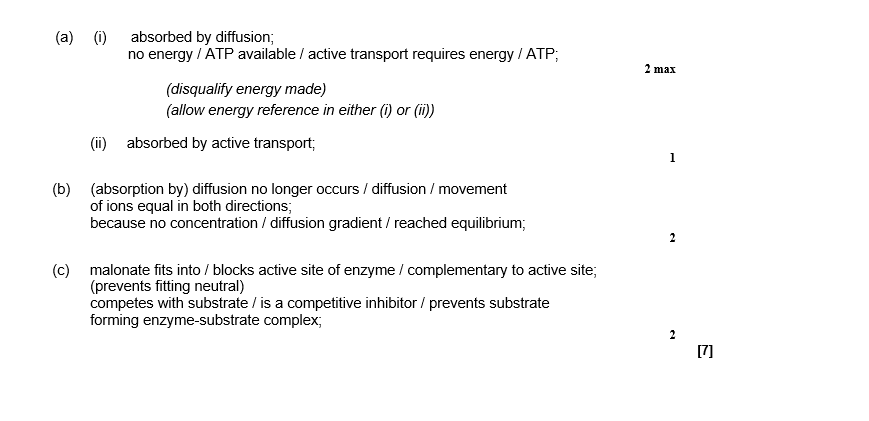 (a) (i) absorbed by diffusion;
no energy / ATP available / active transport requires energy / ATP;
2 max
(disqualify energy made)
(allow energy reference in either (i) or (ii))
(ii) absorbed by active transport;
1
(b) (absorption by) diffusion no longer occurs / diffusion / movement
of ions equal in both directions;
because no concentration / diffusion gradient / reached equilibrium;
2
(c) malonate fits into / blocks active site of enzyme / complementary to active site;
(prevents fitting neutral)
competes with substrate / is a competitive inhibitor / prevents substrate
forming enzyme-substrate complex;
2
[7]